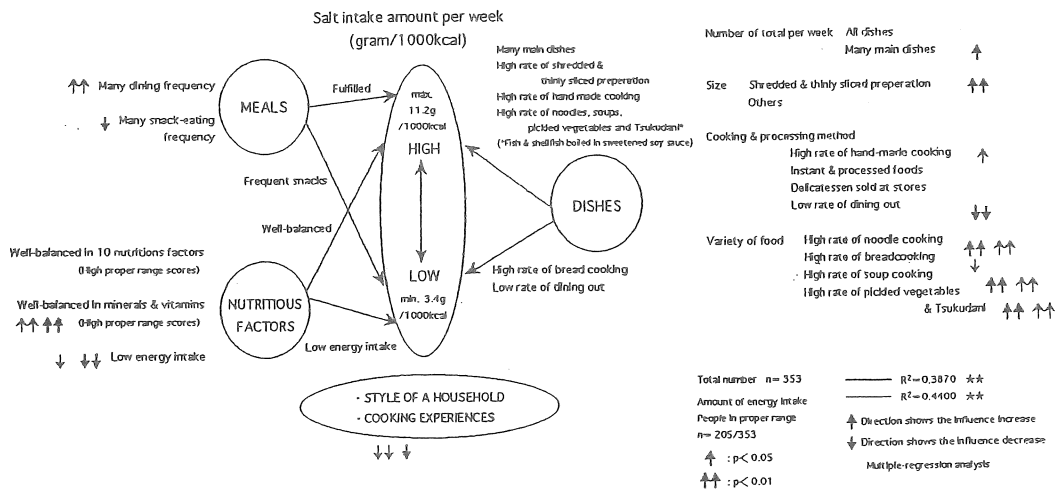 Salt intake amount per week
(gram/1000kcal)
Many dining frequency
Many snack-eating
frequency
MEALS
Fulfilled
Frequent snacks
Well-balanced
Well-balanced in 10 nutritions factors
(High proper range scores)
Well-balanced in minerals & vitamins
(High proper range scores)
Low energy intake
NUTRITIOUS
FACTORS
Low energy intake
max.
11.2g
/1000kcal
HIGH
LOW
min. 3.4g
/1000kcal
Many main dishes
High rate of shredded &
thinly sliced preperation
High rate of hand made cooking
High rate of noodles, soups,
pickled vegetables and Tsukudani*
(*Fish & shellfish boiled in sweetened soy sauce)
DISHES
High rate of bread cooking
Low rate of dining out
・STYLE OF A HOUSEHOLD
・COOKING EXPERIENCES
Number of total per week All dishes
Many main dishes ↑
Size Shredded & thinly sliced preparation ↑↑
Others
Cooking & processing method
High rate of hand-made cooking ↑
Instant & processed foods
Delicatessen sold at stores
Low rate of dining out ↓↓
Variety of food High rate of noodle cooking ↑↑ ↑↑
High rate of breadcooking ↓
High rate of soup cooking ↑↑ ↑↑
High rate of pickled vegetables
& Tsukudani ↑↑ ↑↑
Total number n= 353
Amount of energy intake
People in proper range
n= 205/353
↑ : p< 0.05
↑↑ : p< 0.01
R²=0.3870 **
R²=0.4400 **
↑ Direction shows the influence increase
↓ Direction shows the influence decrease
Multiple-regression analysis